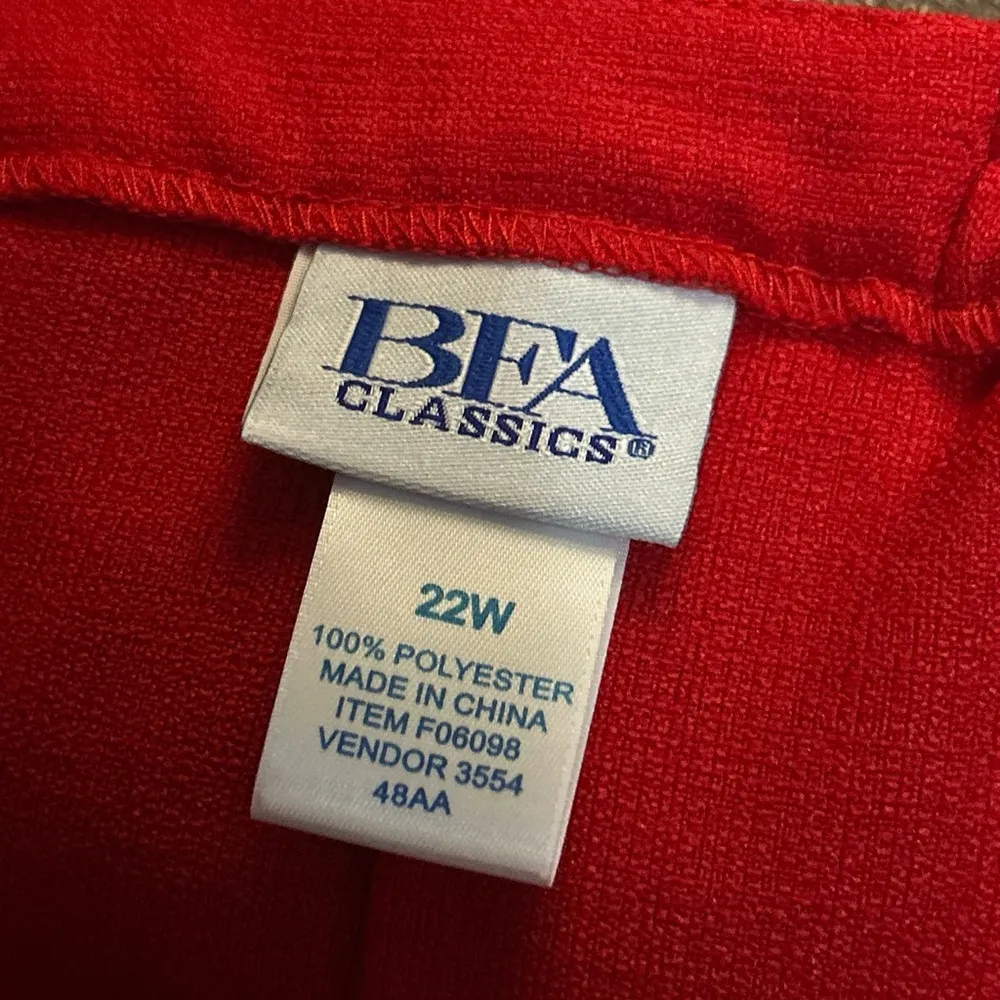 BFA
CLASSICS®
22W
100% POLYESTER
MADE IN CHINA
ITEM F06098
VENDOR 3554
48AA